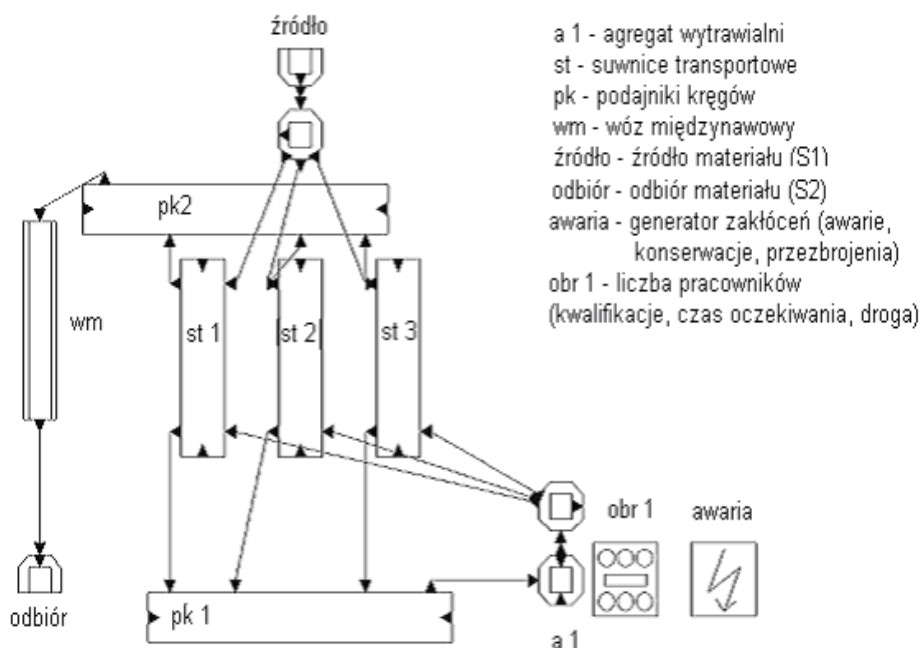 źródło
a 1 - agregat wytrawialni
st - suwnice transportowe
pk - podajniki kręgów
wm - wóz międzynawowy
źródło - źródło materiału (S1)
odbiór - odbiór materiału (S2)
awaria - generator zakłóceń (awarie,
konserwacje, przezbrojenia)
obr 1 - liczba pracowników
(kwalifikacje, czas oczekiwania, droga)
pk2
wm
st 1
st 2
st 3
obr 1
awaria
odbiór
pk 1
a 1